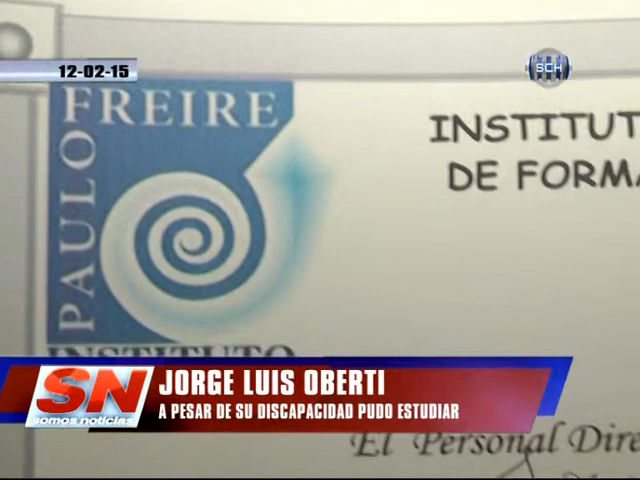 12-02-15
SCH
PAULO FREIRE
INSTITUT
DE FORMA
INSTITUTO
JORGE LUIS OBERTI
SN
somos noticias
A PESAR DE SU DISCAPACIDAD PUDO ESTUDIAR
El Personal Dire